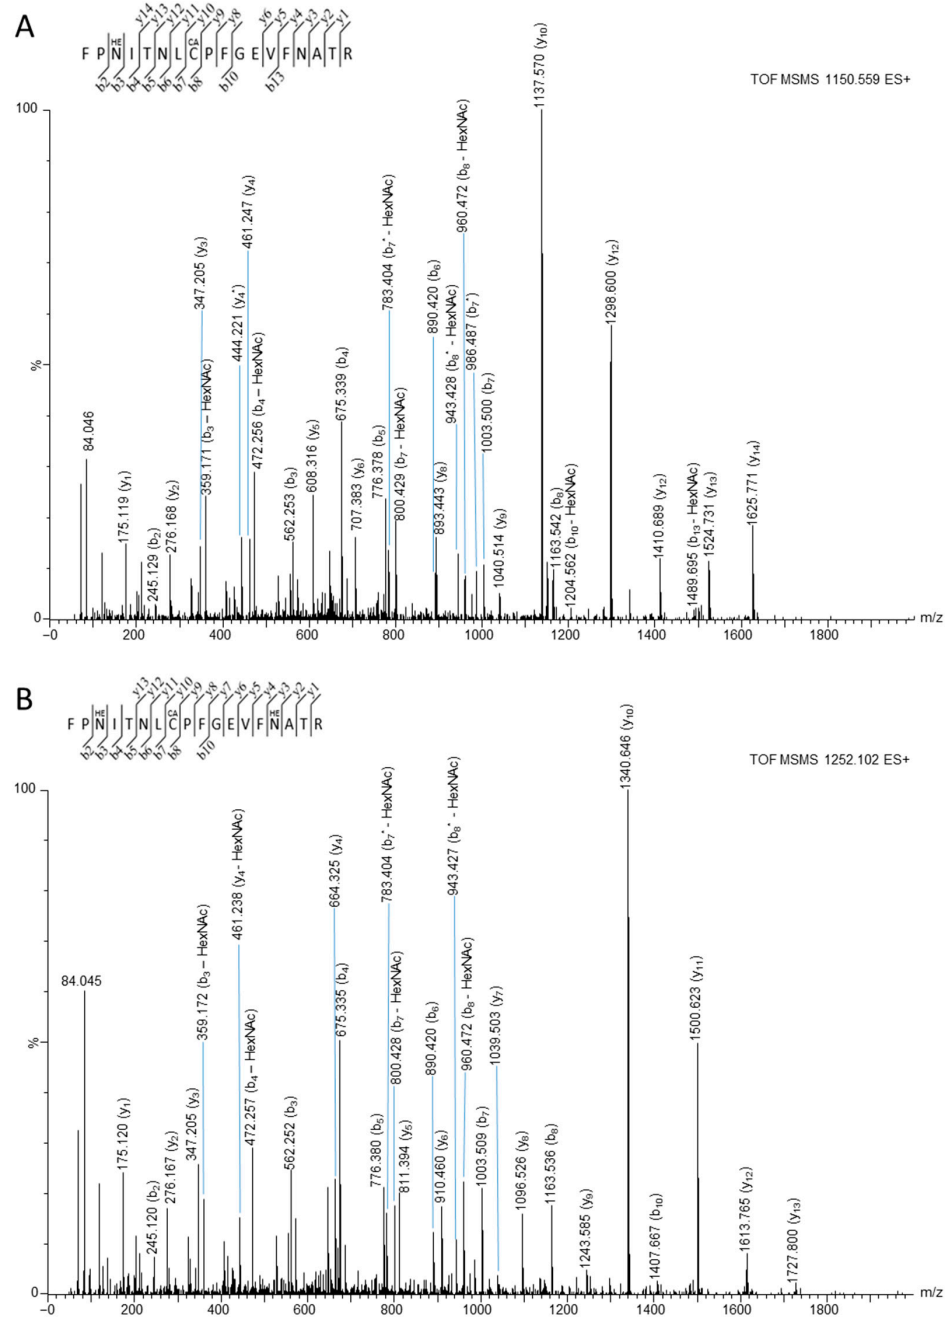 A
y14 y13 y12 y11 y10 y9 y8 y6 y5 y4 y3 y2 y1
HE CA
F P N I T N L C P F G E V F N A T R
b2 b3 b4 b5 b6 b7 b8 b10 b13
TOF MSMS 1150.559 ES+
100
%
0
84.046
175.119 (y1)
245.129 (b2)
276.168 (y2)
347.205 (y3)
359.171 (b3 – HexNAc)
444.221 (y4*)
461.247 (y4)
472.256 (b4 – HexNAc)
562.253 (b3)
608.316 (y5)
675.339 (b4)
707.383 (y6)
776.378 (b5)
783.404 (b7* - HexNAc)
800.429 (b7 - HexNAc)
890.420 (b6)
893.443 (y8)
943.428 (b8* - HexNAc)
960.472 (b8 - HexNAc)
986.487 (b7*)
1003.500 (b7)
1040.514 (y9)
1137.570 (y10)
1163.542 (b8)
1204.562 (b10 - HexNAc)
1298.600 (y12)
1410.689 (y12)
1489.695 (b13 - HexNAc)
1524.731 (y13)
1625.771 (y14)
–0 200 400 600 800 1000 1200 1400 1600 1800 m/z
B
y13 y12 y11 y10 y9 y8 y7 y6 y5 y4 y3 y2 y1
HE CA HE
F P N I T N L C P F G E V F N A T R
b2 b3 b4 b5 b6 b7 b8 b10
TOF MSMS 1252.102 ES+
100
%
0
84.045
175.120 (y1)
245.120 (b2)
276.167 (y2)
347.205 (y3)
359.172 (b3 – HexNAc)
461.238 (y4 - HexNAc)
472.257 (b4 – HexNAc)
562.252 (b3)
664.325 (y4)
675.335 (b4)
776.380 (b5)
783.404 (b7* - HexNAc)
800.428 (b7 - HexNAc)
811.394 (y5)
890.420 (b6)
910.460 (y6)
943.427 (b8* - HexNAc)
960.472 (b8 - HexNAc)
1003.509 (b7)
1039.503 (y7)
1096.526 (y8)
1163.536 (b8)
1243.585 (y9)
1340.646 (y10)
1407.667 (b10)
1500.623 (y11)
1613.765 (y12)
1727.800 (y13)
–0 200 400 600 800 1000 1200 1400 1600 1800 m/z